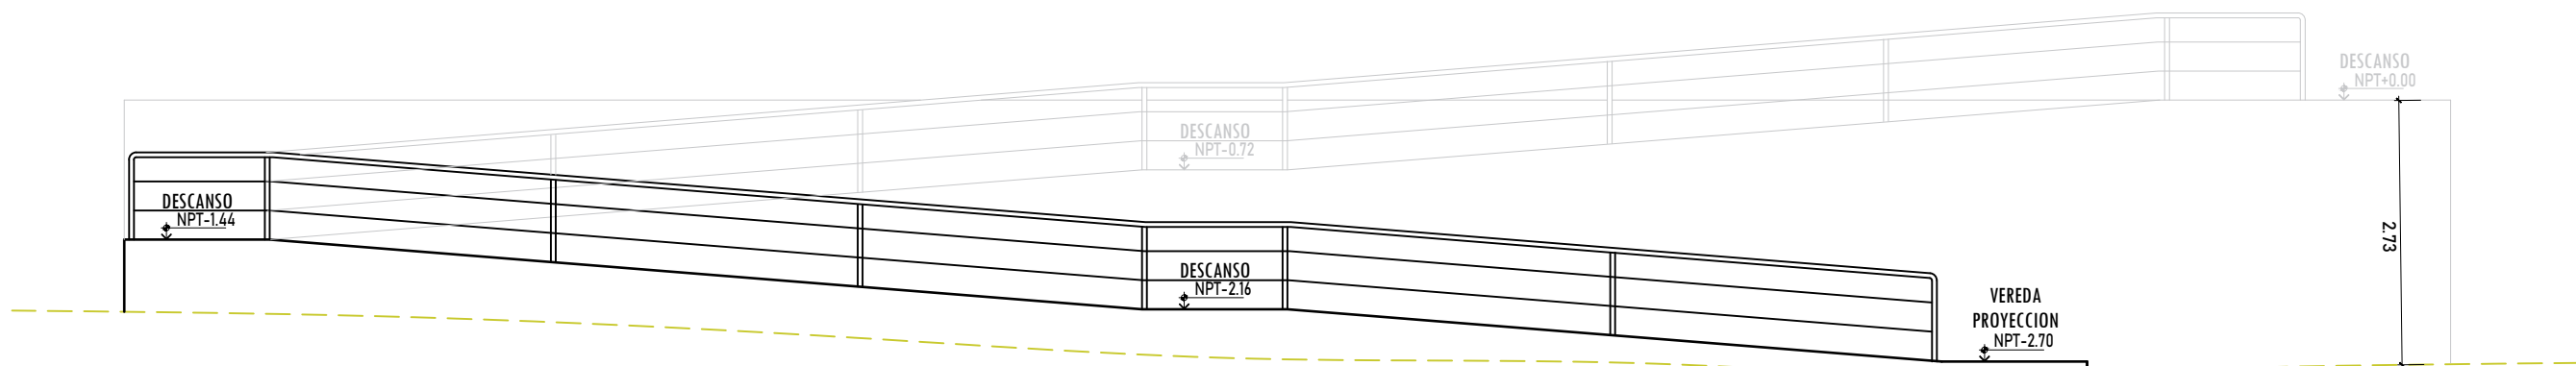 DESCANSO
NPT+0.00
DESCANSO
NPT-0.72
DESCANSO
NPT-1.44
2.73
DESCANSO
NPT-2.16
VEREDA
PROYECCION
NPT-2.70